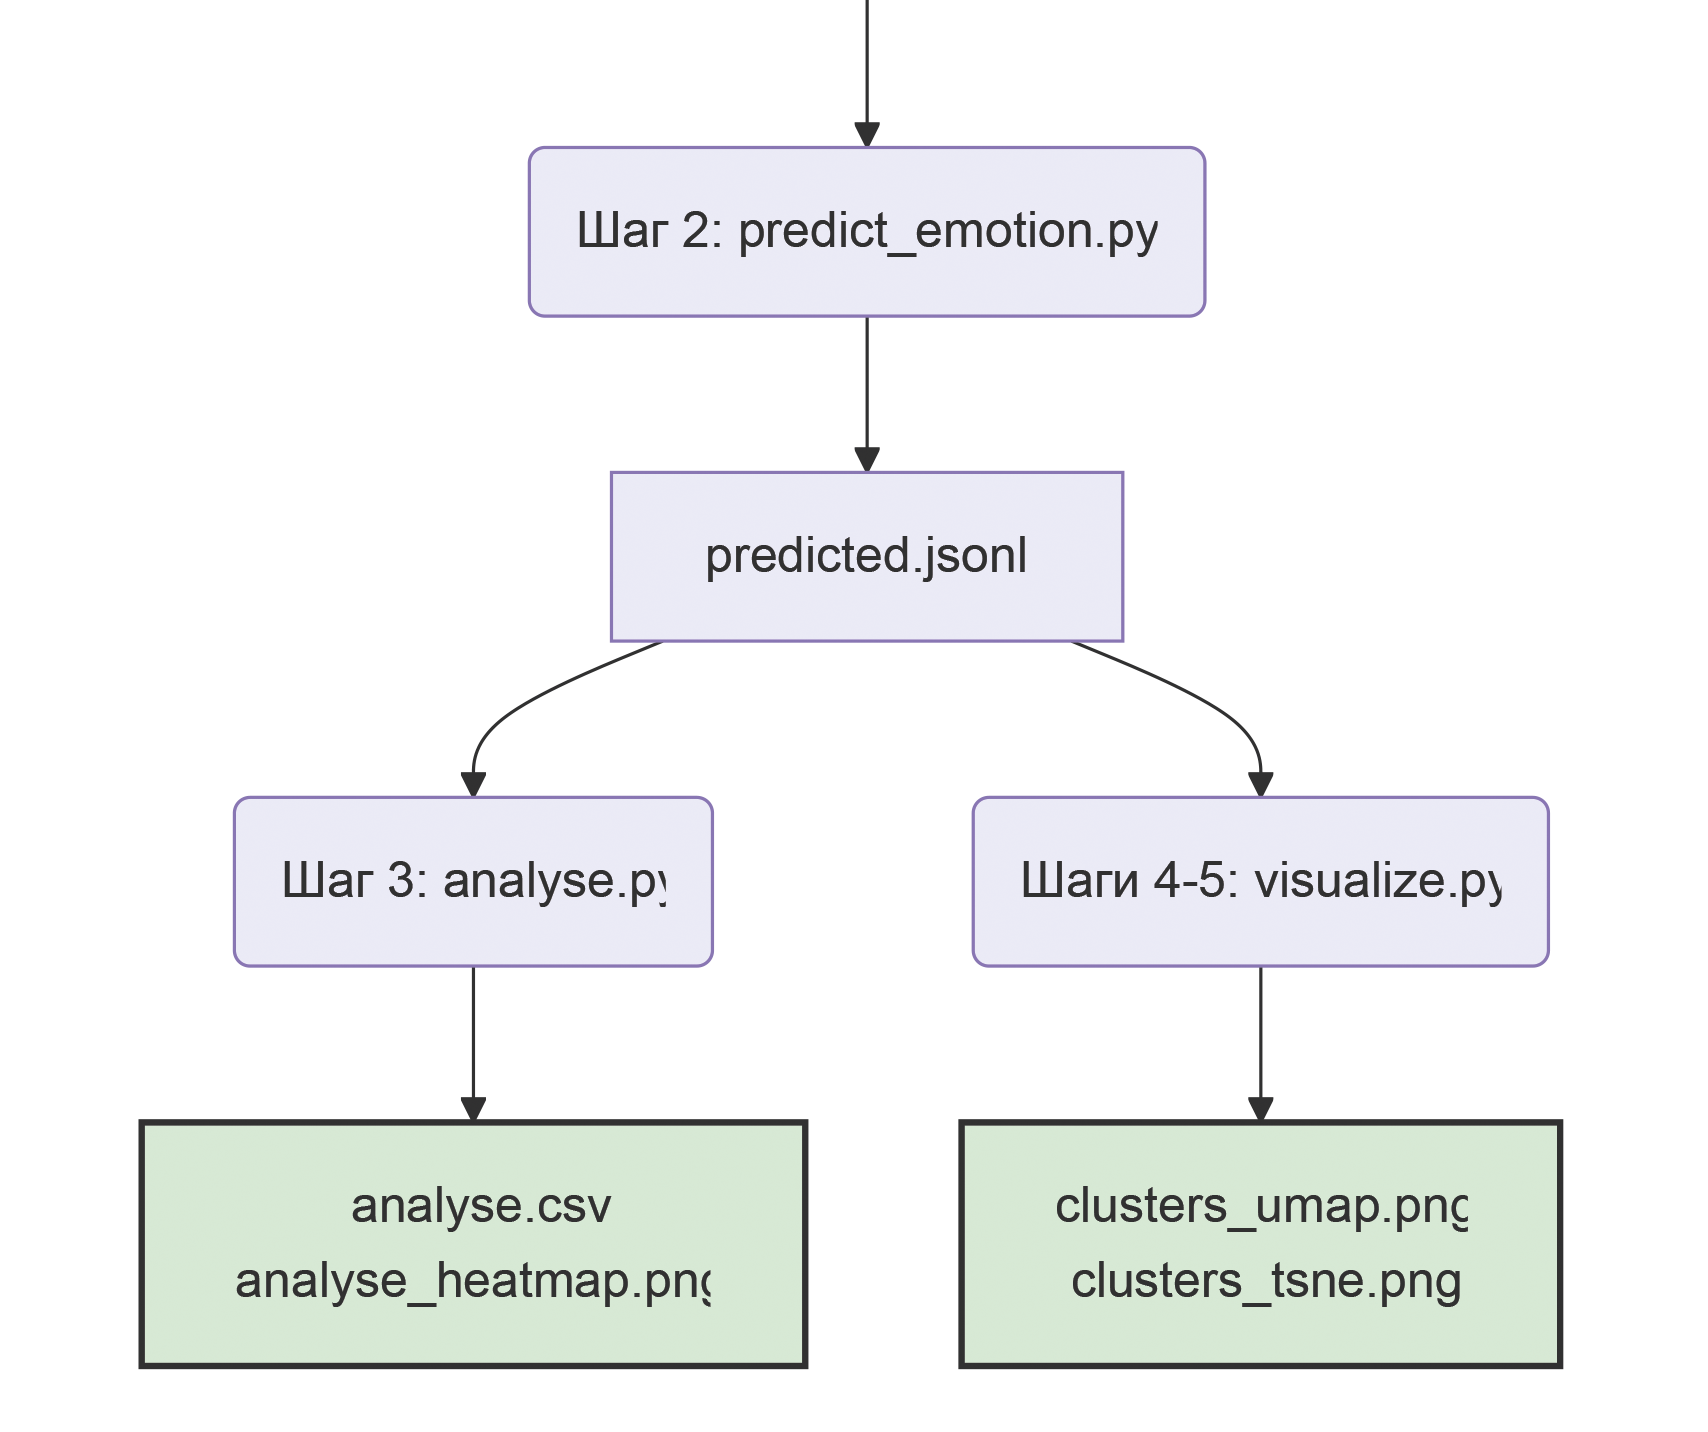 Шаг 2: predict_emotion.py
predicted.jsonl
Шаг 3: analyse.py
Шаги 4-5: visualize.py
analyse.csv
analyse_heatmap.png
clusters_umap.png
clusters_tsne.png